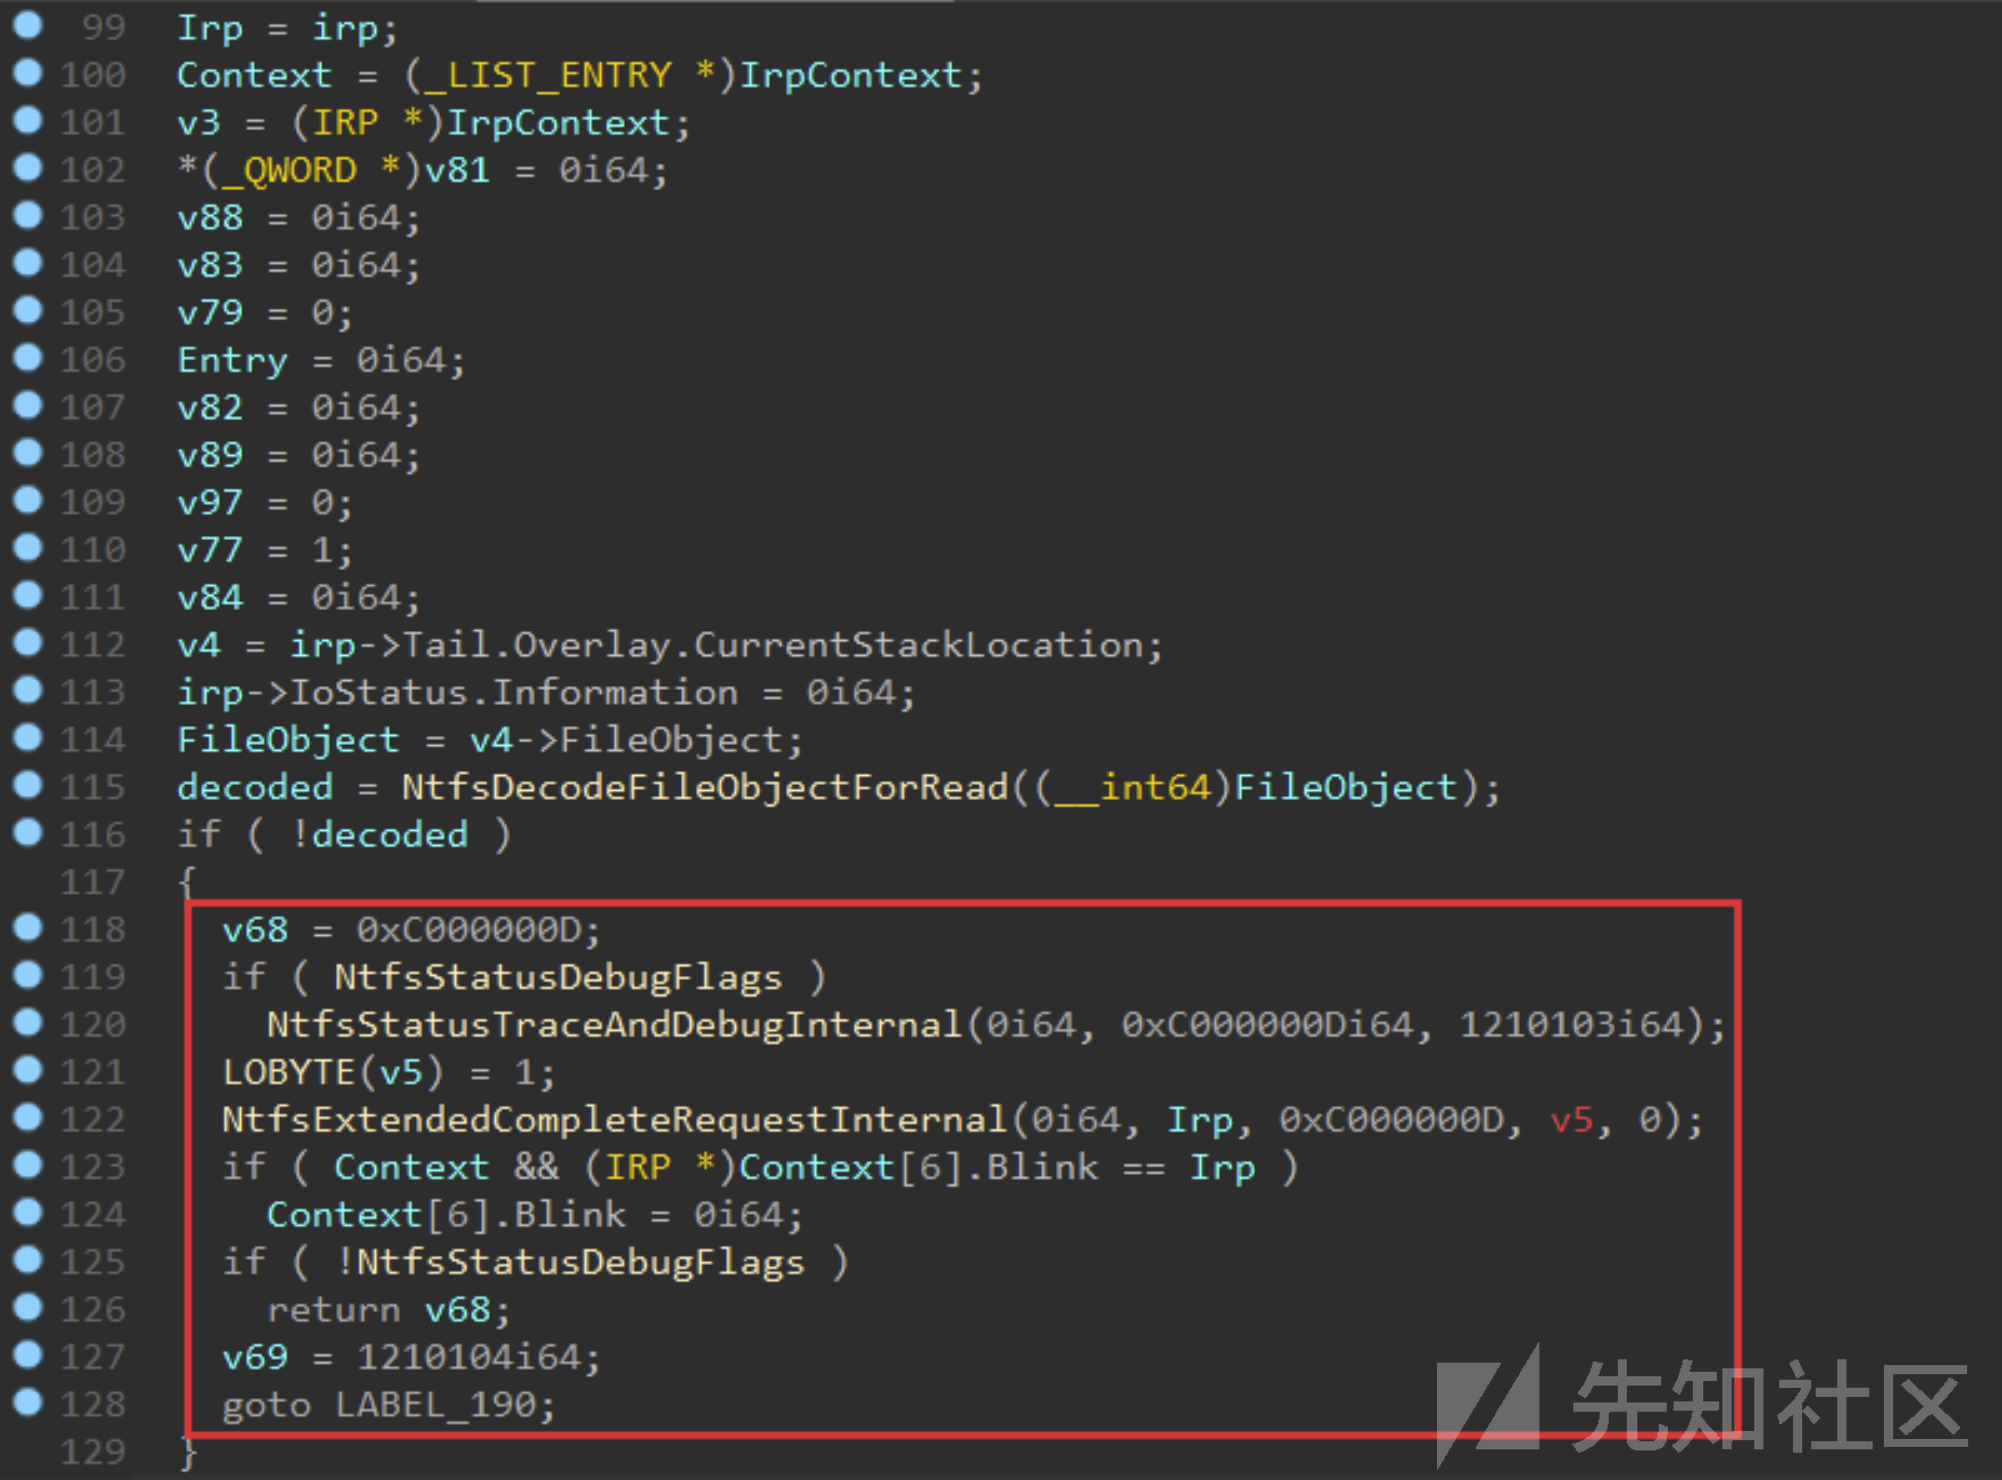 99 Irp = irp;
100 Context = (_LIST_ENTRY *)IrpContext;
101 v3 = (IRP *)IrpContext;
102 *(_QWORD *)v81 = 0i64;
103 v88 = 0i64;
104 v83 = 0i64;
105 v79 = 0;
106 Entry = 0i64;
107 v82 = 0i64;
108 v89 = 0i64;
109 v97 = 0;
110 v77 = 1;
111 v84 = 0i64;
112 v4 = irp->Tail.Overlay.CurrentStackLocation;
113 irp->IoStatus.Information = 0i64;
114 FileObject = v4->FileObject;
115 decoded = NtfsDecodeFileObjectForRead((__int64)FileObject);
116 if ( !decoded )
117 {
118 v68 = 0xC000000D;
119 if ( NtfsStatusDebugFlags )
120 NtfsStatusTraceAndDebugInternal(0i64, 0xC000000Di64, 1210103i64);
121 LOBYTE(v5) = 1;
122 NtfsExtendedCompleteRequestInternal(0i64, Irp, 0xC000000D, v5, 0);
123 if ( Context && (IRP *)Context[6].Blink == Irp )
124 Context[6].Blink = 0i64;
125 if ( !NtfsStatusDebugFlags )
126 return v68;
127 v69 = 1210104i64;
128 goto LABEL_190;
129 }
先知社区